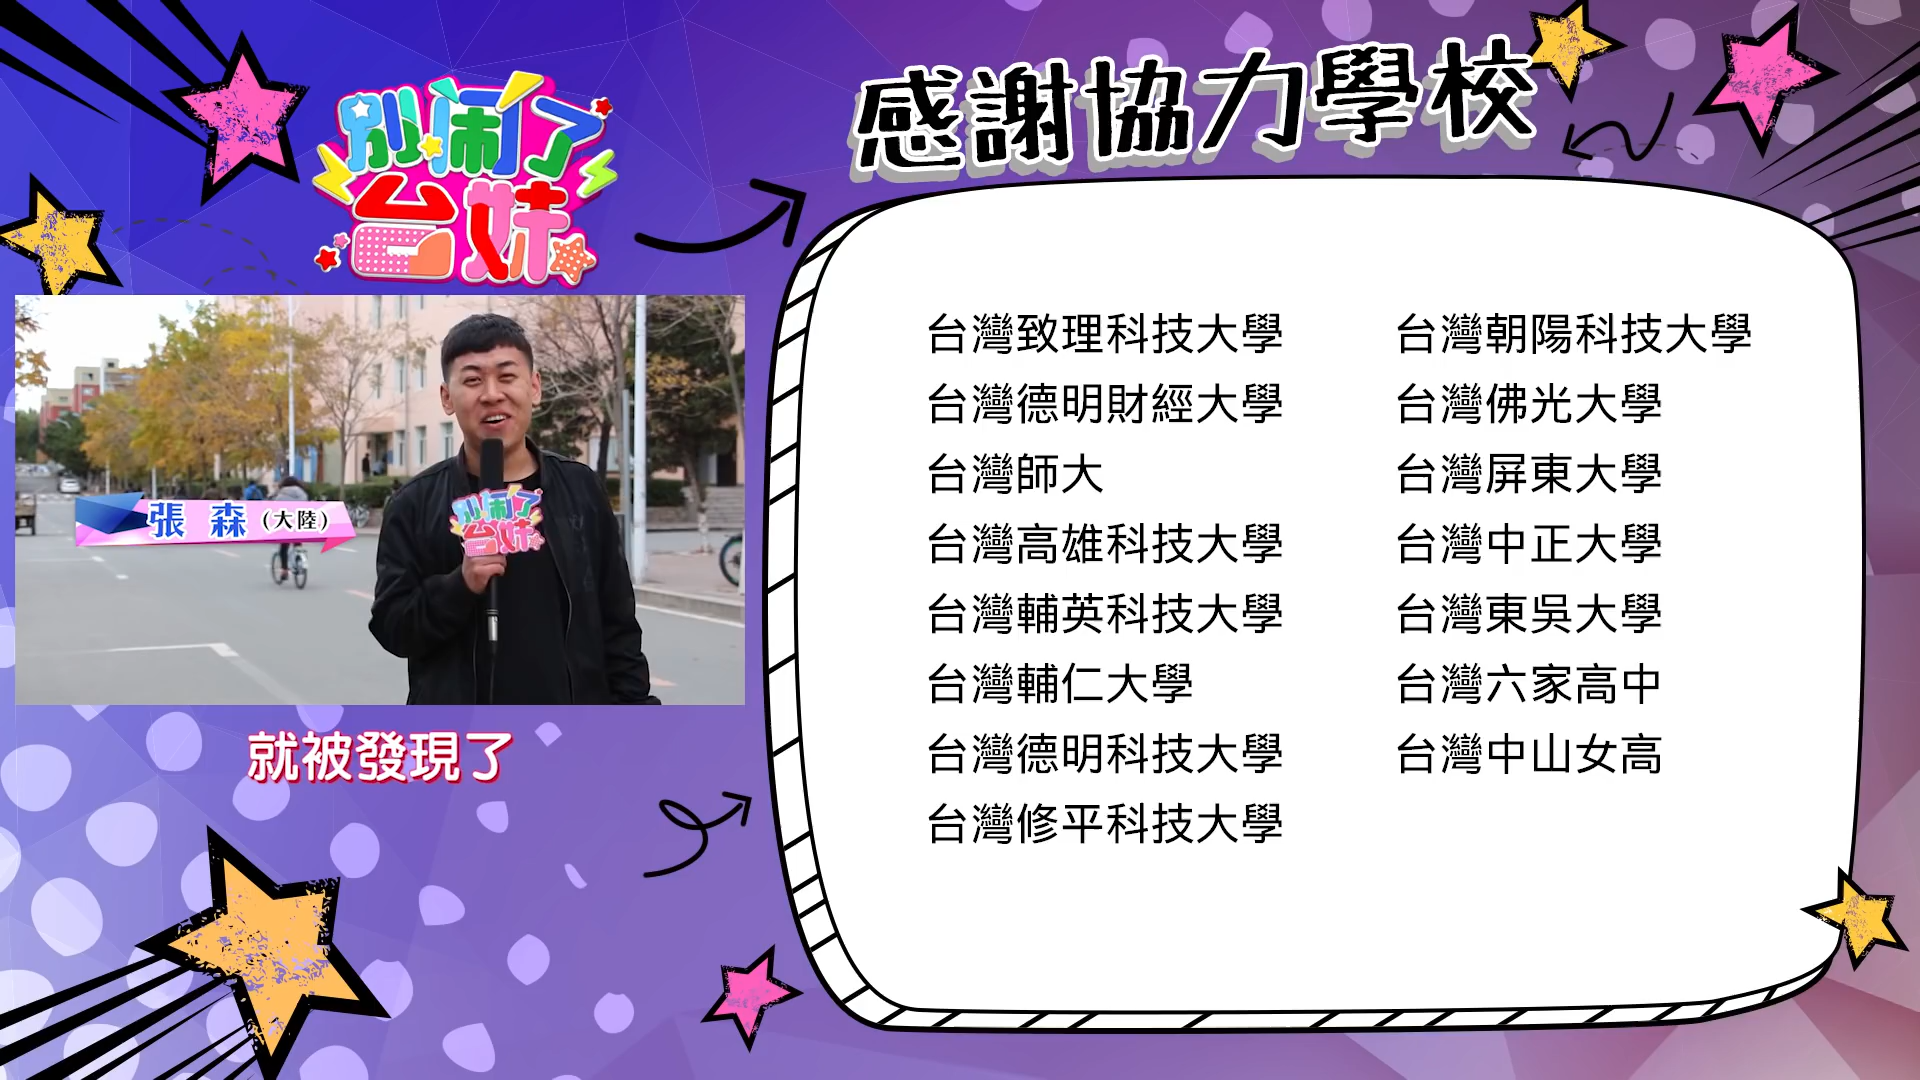 别闹了
台妹
感謝協力學校
張 森 (大陸)
别闹了
台妹
就被發現了
台灣致理科技大學
台灣德明財經大學
台灣師大
台灣高雄科技大學
台灣輔英科技大學
台灣輔仁大學
台灣德明科技大學
台灣修平科技大學
台灣朝陽科技大學
台灣佛光大學
台灣屏東大學
台灣中正大學
台灣東吳大學
台灣六家高中
台灣中山女高